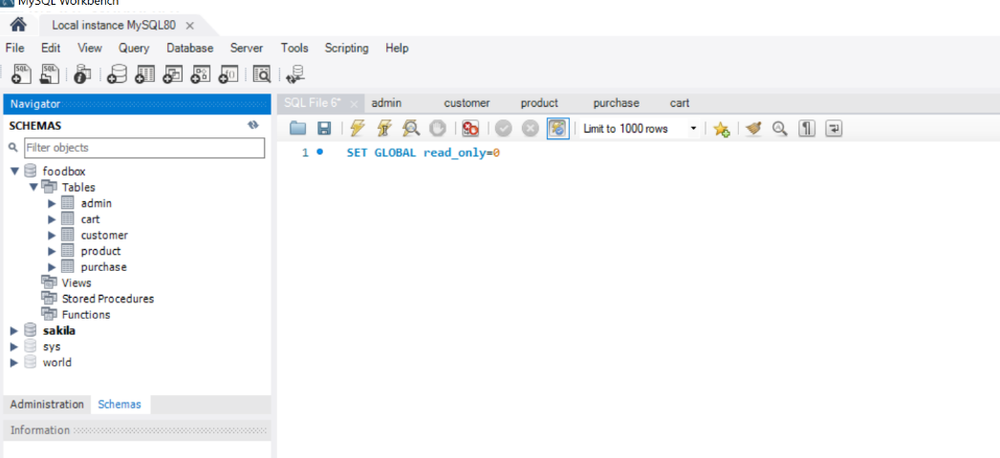 MySQL Workbench
Local instance MySQL80
File Edit View Query Database Server Tools Scripting Help
Navigator
SCHEMAS
Filter objects
foodbox
Tables
admin
cart
customer
product
purchase
Views
Stored Procedures
Functions
sakila
sys
world
Administration Schemas
Information
SQL File 6* admin customer product purchase cart
Limit to 1000 rows
1 SET GLOBAL read_only=0